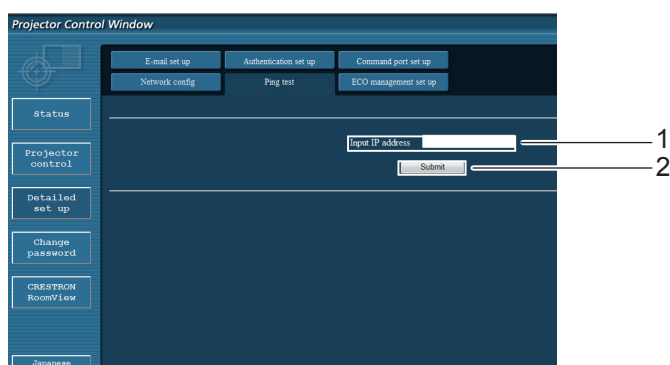 Projector Control Window
E-mail set up
Authentication set up
Command port set up
Network config
Ping test
ECO management set up
Status
Projector
control
Detailed
set up
Change
password
CRESTRON
RoomView
Japanese
Input IP address
1
Submit
2